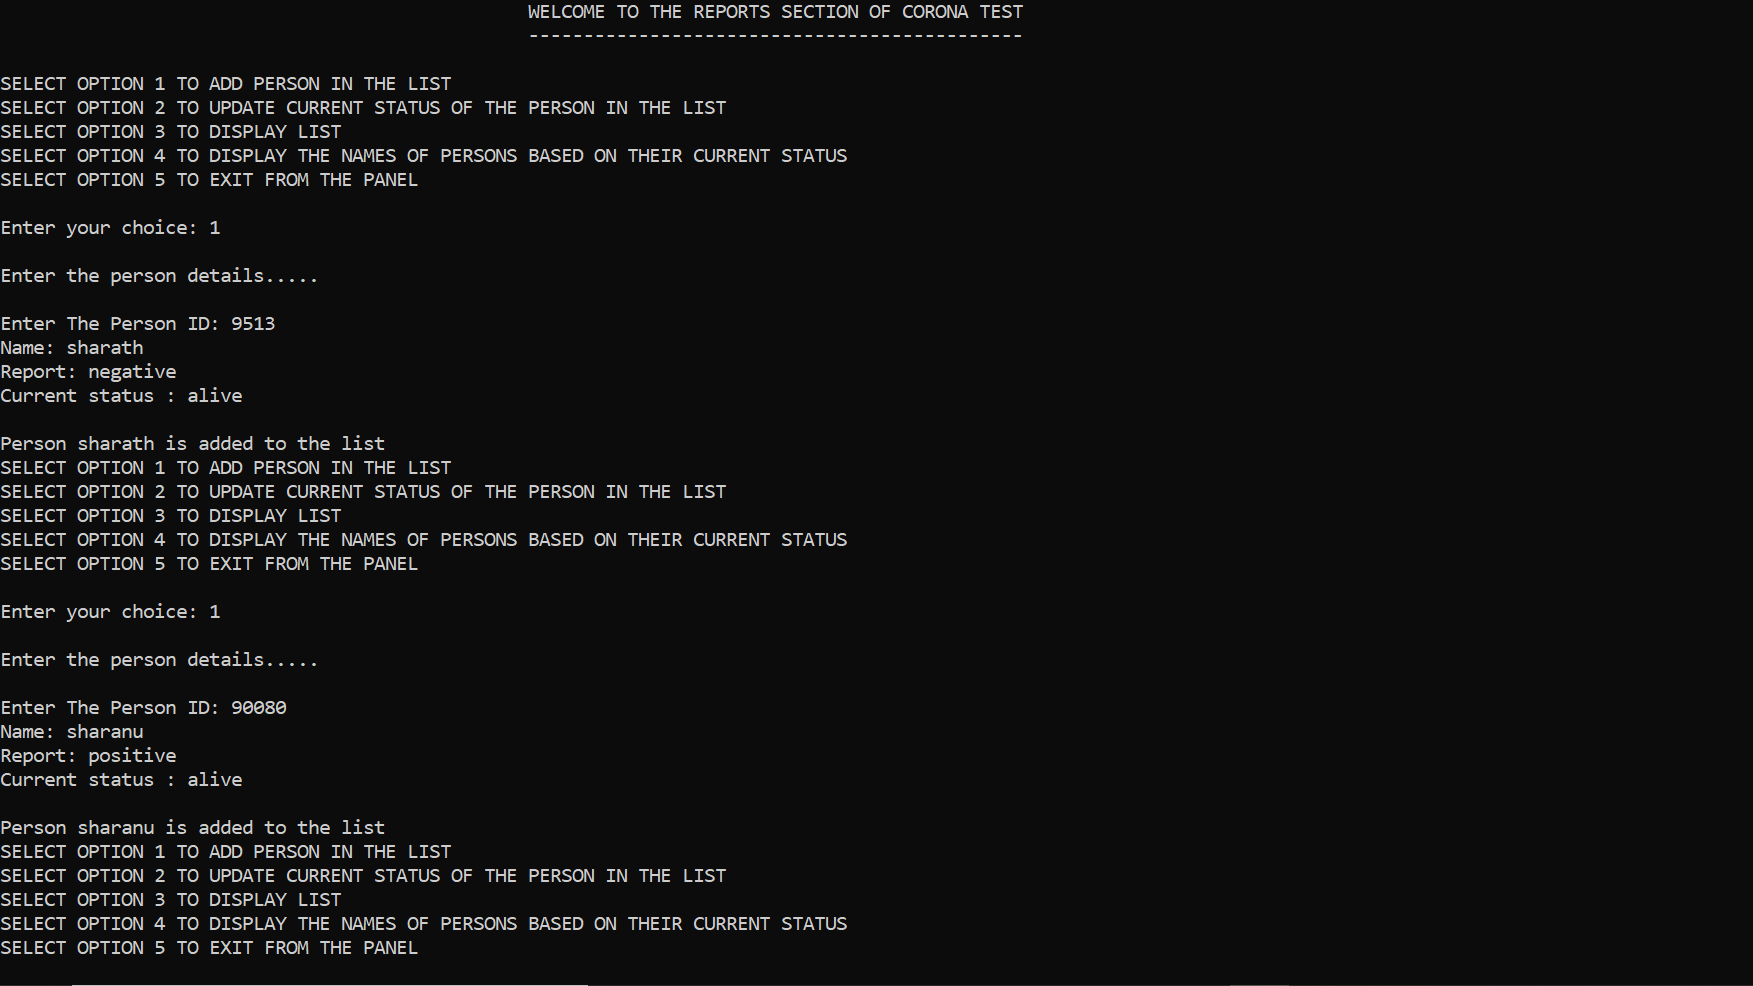 WELCOME TO THE REPORTS SECTION OF CORONA TEST
---------------------------------------------
SELECT OPTION 1 TO ADD PERSON IN THE LIST
SELECT OPTION 2 TO UPDATE CURRENT STATUS OF THE PERSON IN THE LIST
SELECT OPTION 3 TO DISPLAY LIST
SELECT OPTION 4 TO DISPLAY THE NAMES OF PERSONS BASED ON THEIR CURRENT STATUS
SELECT OPTION 5 TO EXIT FROM THE PANEL
Enter your choice: 1
Enter the person details.....
Enter The Person ID: 9513
Name: sharath
Report: negative
Current status : alive
Person sharath is added to the list
SELECT OPTION 1 TO ADD PERSON IN THE LIST
SELECT OPTION 2 TO UPDATE CURRENT STATUS OF THE PERSON IN THE LIST
SELECT OPTION 3 TO DISPLAY LIST
SELECT OPTION 4 TO DISPLAY THE NAMES OF PERSONS BASED ON THEIR CURRENT STATUS
SELECT OPTION 5 TO EXIT FROM THE PANEL
Enter your choice: 1
Enter the person details.....
Enter The Person ID: 90080
Name: sharanu
Report: positive
Current status : alive
Person sharanu is added to the list
SELECT OPTION 1 TO ADD PERSON IN THE LIST
SELECT OPTION 2 TO UPDATE CURRENT STATUS OF THE PERSON IN THE LIST
SELECT OPTION 3 TO DISPLAY LIST
SELECT OPTION 4 TO DISPLAY THE NAMES OF PERSONS BASED ON THEIR CURRENT STATUS
SELECT OPTION 5 TO EXIT FROM THE PANEL